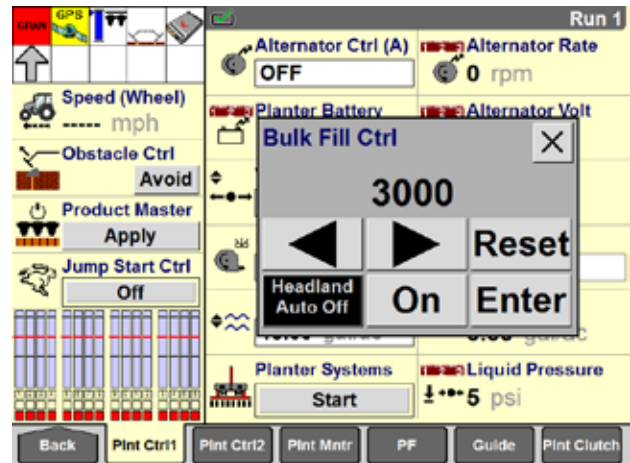 GRAN
GPS
Run 1
Speed (Wheel)
----- mph
Obstacle Ctrl
Avoid
Product Master
Apply
Jump Start Ctrl
Off
Alternator Ctrl (A)
OFF
Alternator Rate
0 rpm
Planter Battery
Alternator Volt
Bulk Fill Ctrl
3000
Reset
Headland
Auto Off
On
Enter
Planter Systems
Start
Liquid Pressure
5 psi
Back
Plnt Ctrl1
Plnt Ctrl2
Plnt Mntr
PF
Guide
Plnt Clutch